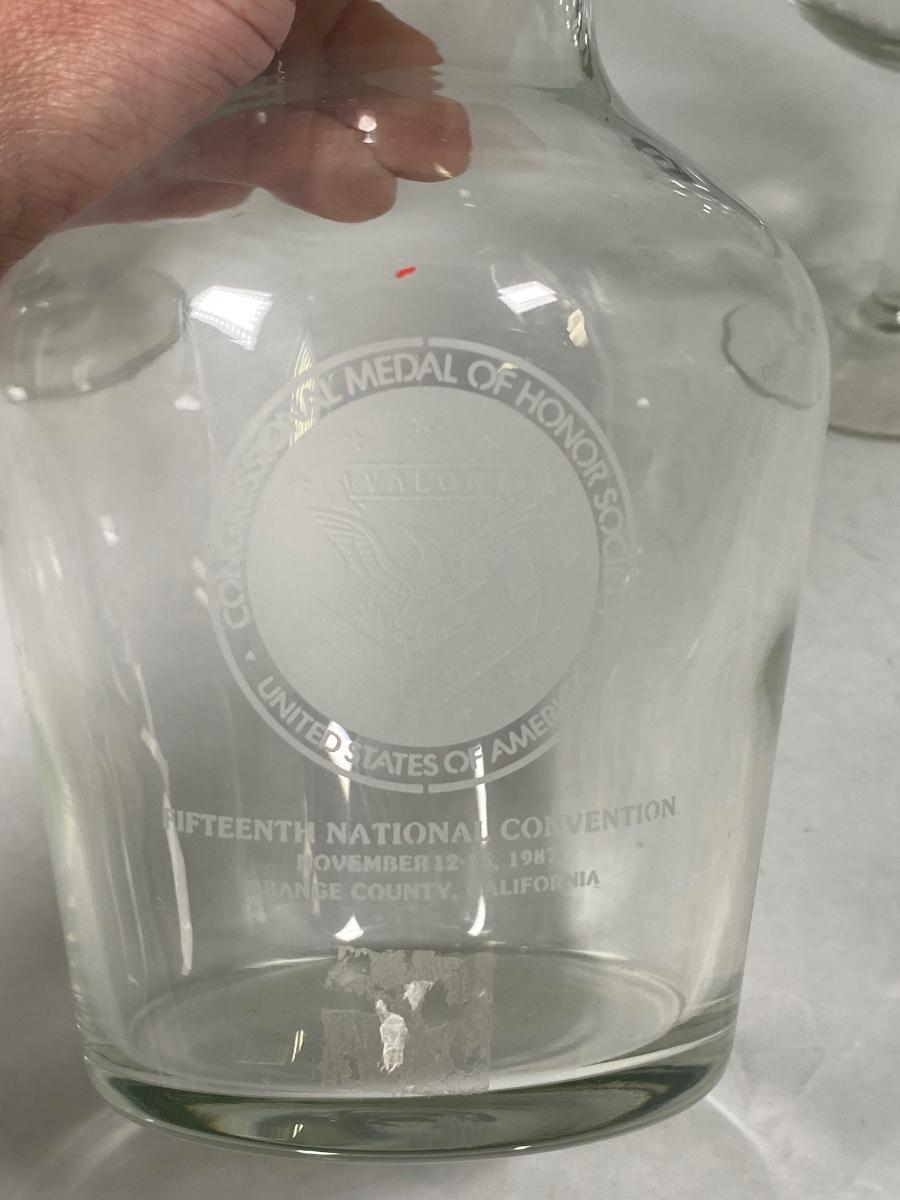 CONGRESSIONAL MEDAL OF HONOR SOCIETY
VALOR
UNITED STATES OF AMERICA
FIFTEENTH NATIONAL CONVENTION
NOVEMBER 12-15, 1987
ORANGE COUNTY, CALIFORNIA